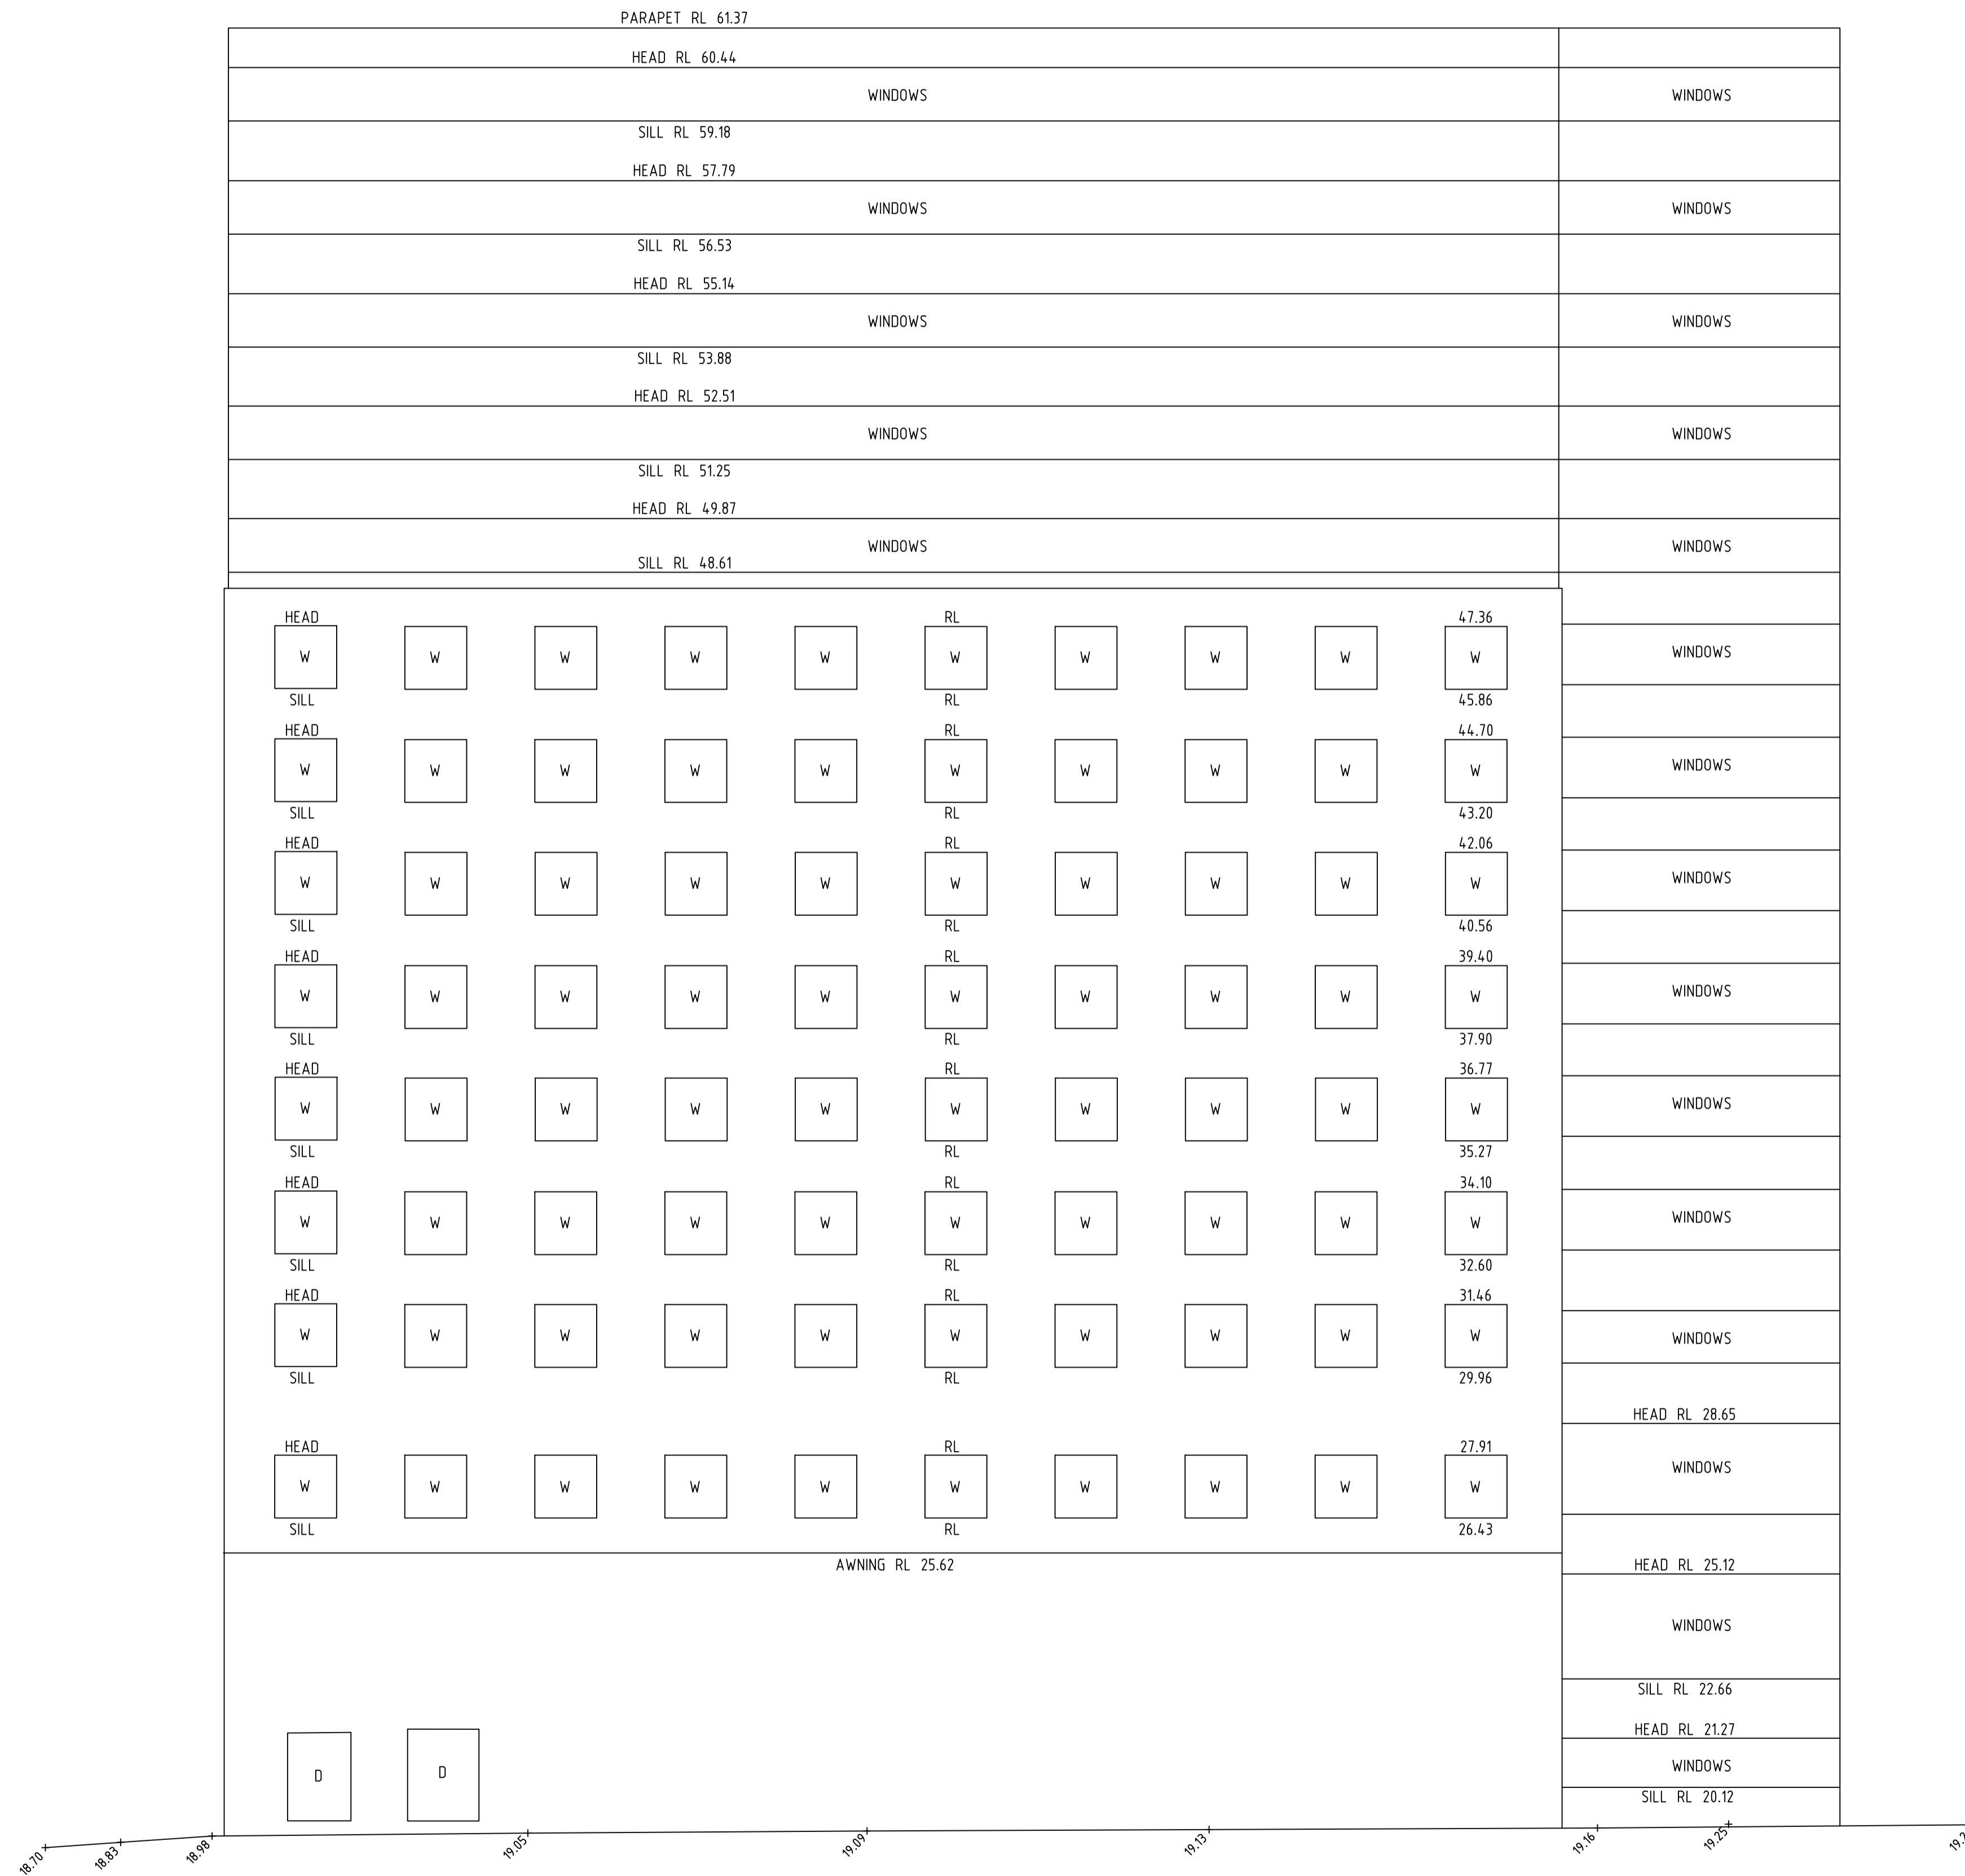 PARAPET RL 61.37
HEAD RL 60.44
WINDOWS WINDOWS
SILL RL 59.18
HEAD RL 57.79
WINDOWS WINDOWS
SILL RL 56.53
HEAD RL 55.14
WINDOWS WINDOWS
SILL RL 53.88
HEAD RL 52.51
WINDOWS WINDOWS
SILL RL 51.25
HEAD RL 49.87
WINDOWS WINDOWS
SILL RL 48.61
HEAD RL 47.36
W W W W W W W W W W WINDOWS
SILL RL 45.86
HEAD RL 44.70
W W W W W W W W W W WINDOWS
SILL RL 43.20
HEAD RL 42.06
W W W W W W W W W W WINDOWS
SILL RL 40.56
HEAD RL 39.40
W W W W W W W W W W WINDOWS
SILL RL 37.90
HEAD RL 36.77
W W W W W W W W W W WINDOWS
SILL RL 35.27
HEAD RL 34.10
W W W W W W W W W W WINDOWS
SILL RL 32.60
HEAD RL 31.46
W W W W W W W W W W WINDOWS
SILL RL 29.96
HEAD RL 28.65
HEAD RL 27.91
W W W W W W W W W W WINDOWS
SILL RL 26.43
AWNING RL 25.62 HEAD RL 25.12
WINDOWS
SILL RL 22.66
HEAD RL 21.27
D D WINDOWS
SILL RL 20.12
18.70 18.83 18.98 19.05 19.09 19.13 19.16 19.25